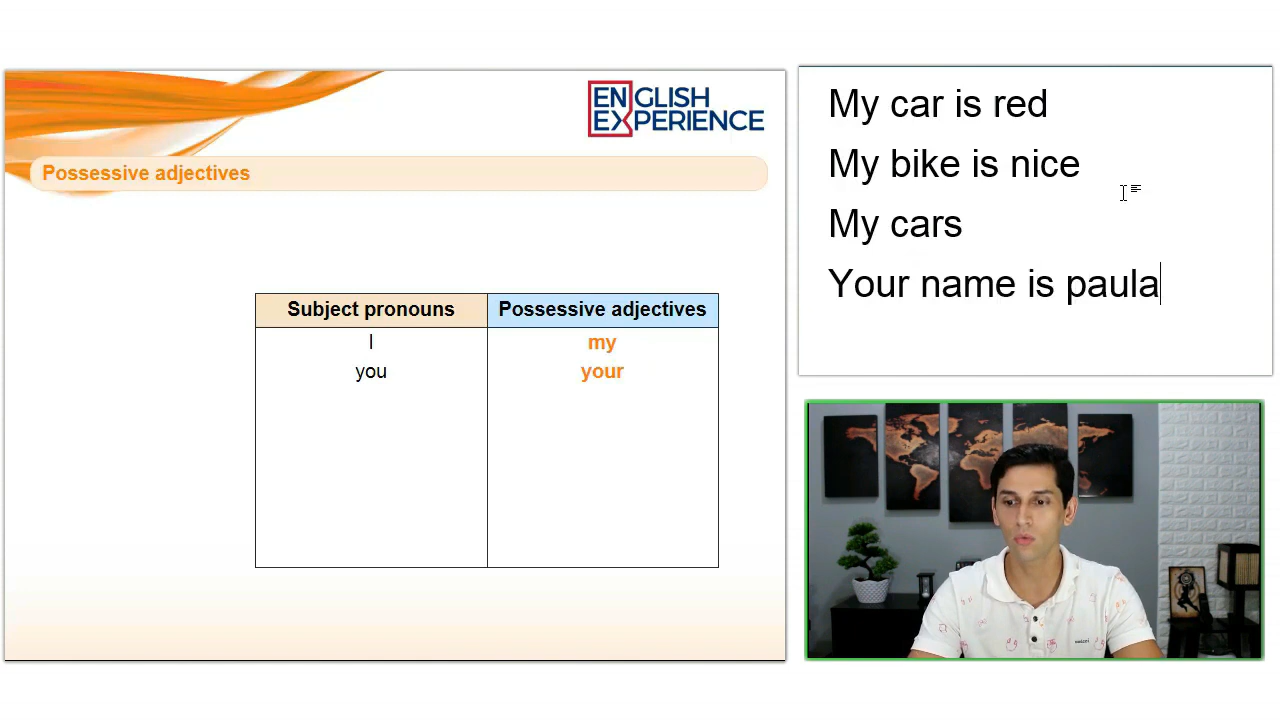 ENGLISH
EXPERIENCE
Possessive adjectives
Subject pronouns Possessive adjectives
I my
you your
My car is red
My bike is nice
My cars
Your name is paula